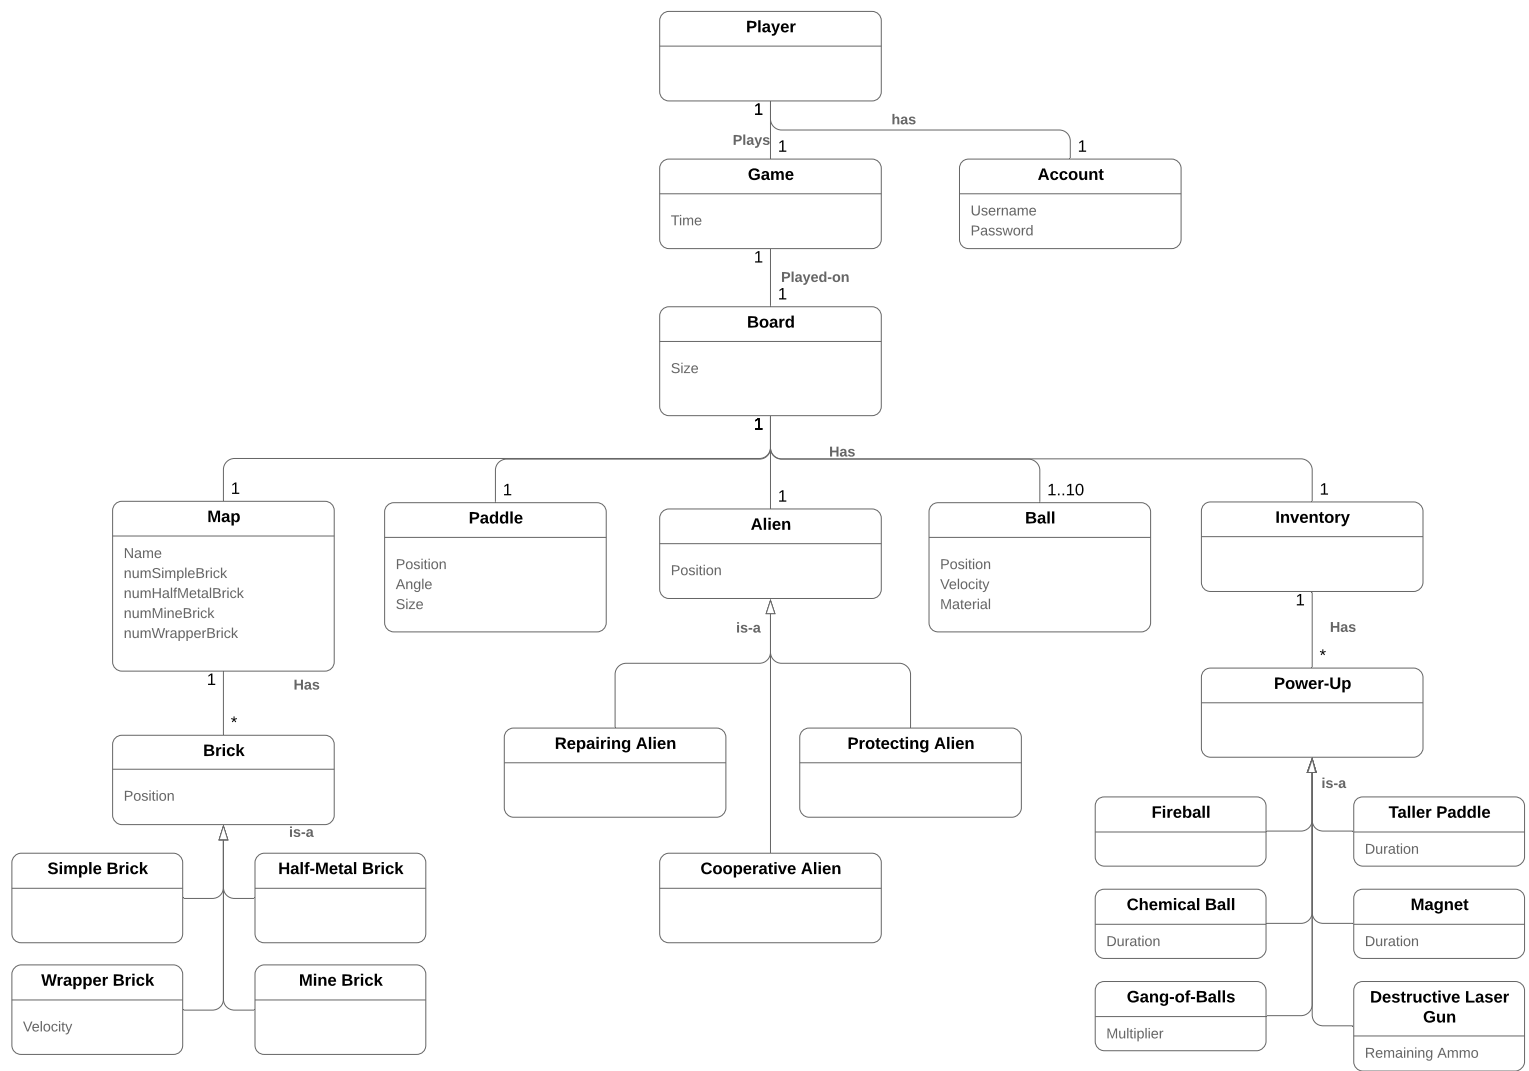 Player
1
has
Plays
1
1
Game
Time
Account
Username
Password
1
Played-on
1
Board
Size
1
Has
1
1
1
1..10
1
Map
Name
numSimpleBrick
numHalfMetalBrick
numMineBrick
numWrapperBrick
Paddle
Position
Angle
Size
Alien
Position
Ball
Position
Velocity
Material
Inventory
1
Has
*
is-a
1
Has
*
Power-Up
Brick
Position
Repairing Alien
Protecting Alien
Cooperative Alien
is-a
Simple Brick
Half-Metal Brick
Wrapper Brick
Velocity
Mine Brick
is-a
Fireball
Taller Paddle
Duration
Chemical Ball
Duration
Magnet
Duration
Gang-of-Balls
Multiplier
Destructive Laser
Gun
Remaining Ammo